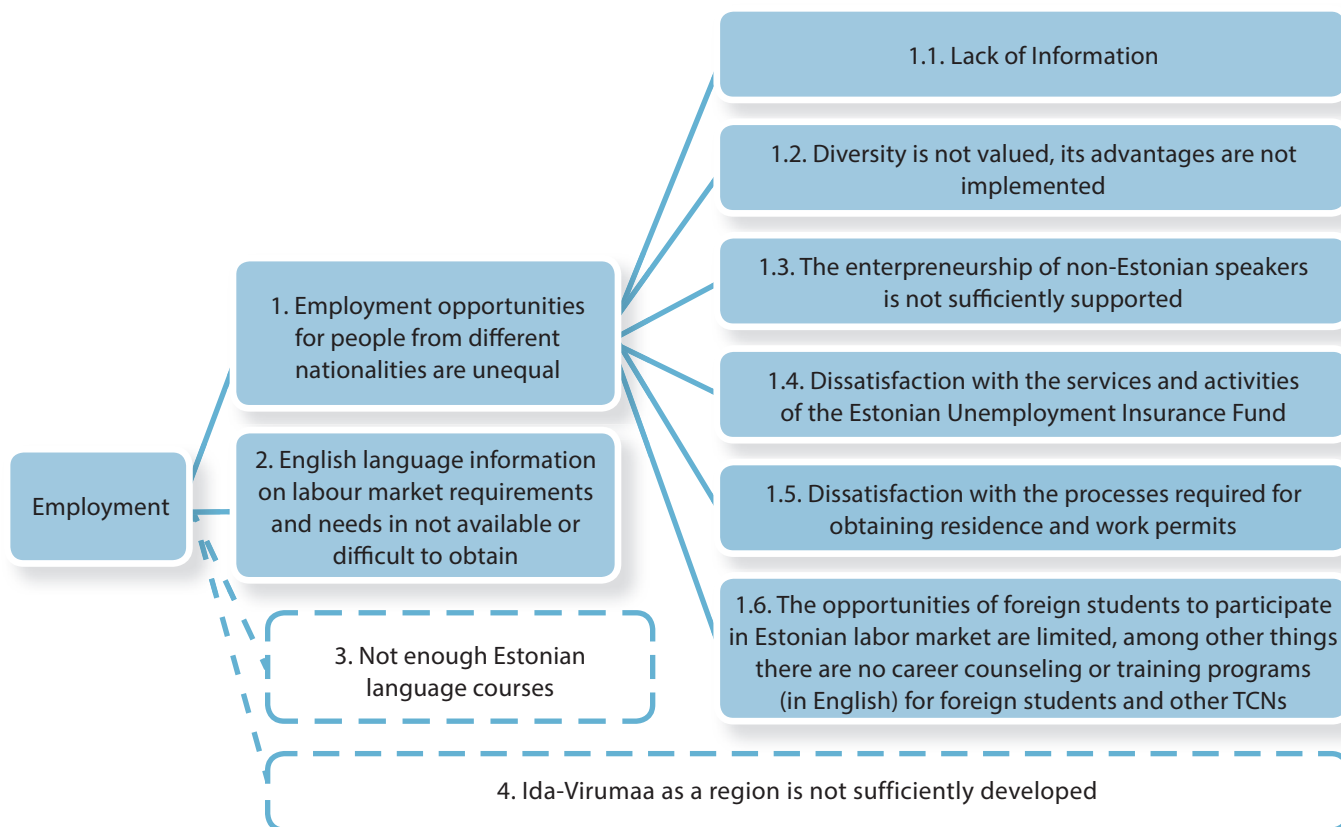 Employment
1. Employment opportunities
for people from different
nationalities are unequal
1.1. Lack of Information
1.2. Diversity is not valued, its advantages are not
implemented
1.3. The enterpreneurship of non-Estonian speakers
is not sufficiently supported
1.4. Dissatisfaction with the services and activities
of the Estonian Unemployment Insurance Fund
1.5. Dissatisfaction with the processes required for
obtaining residence and work permits
1.6. The opportunities of foreign students to participate
in Estonian labor market are limited, among other things
there are no career counseling or training programs
(in English) for foreign students and other TCNs
2. English language information
on labour market requirements
and needs in not available or
difficult to obtain
3. Not enough Estonian
language courses
4. Ida-Virumaa as a region is not sufficiently developed